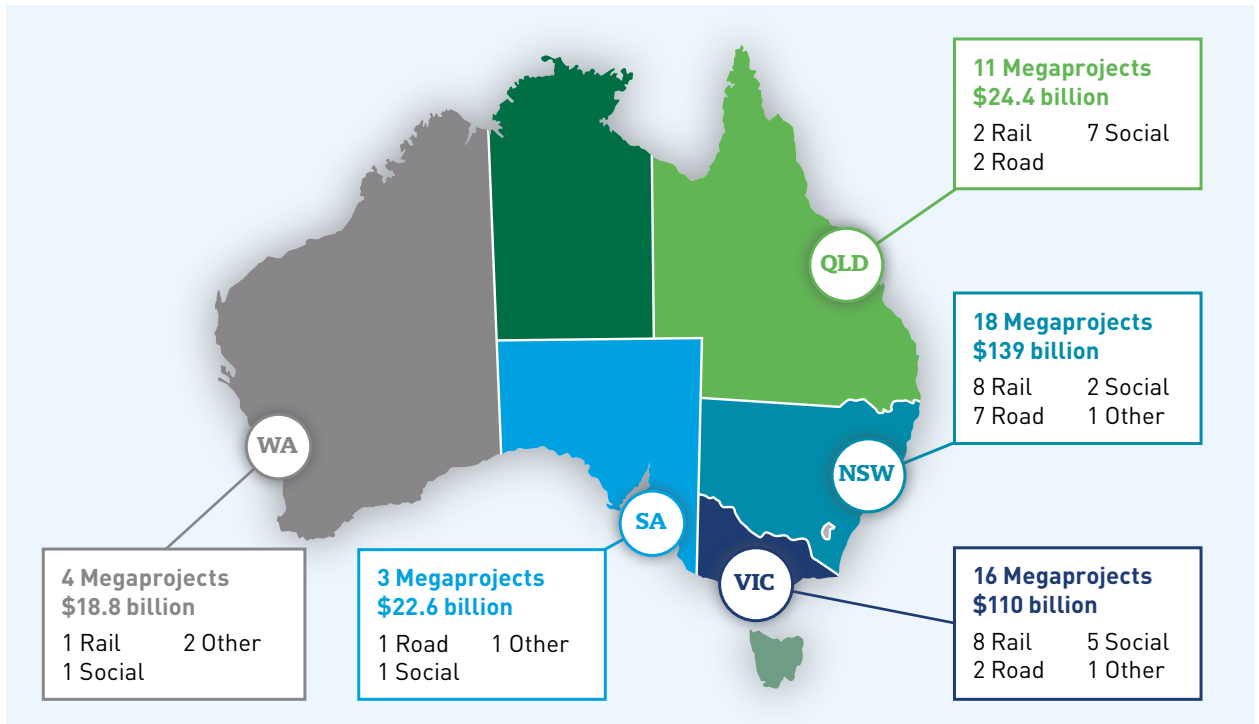 11 Megaprojects
$24.4 billion
2 Rail 7 Social
2 Road
QLD
18 Megaprojects
$139 billion
8 Rail 2 Social
7 Road 1 Other
NSW
WA
SA
VIC
4 Megaprojects
$18.8 billion
1 Rail 2 Other
1 Social
3 Megaprojects
$22.6 billion
1 Road 1 Other
1 Social
16 Megaprojects
$110 billion
8 Rail 5 Social
2 Road 1 Other